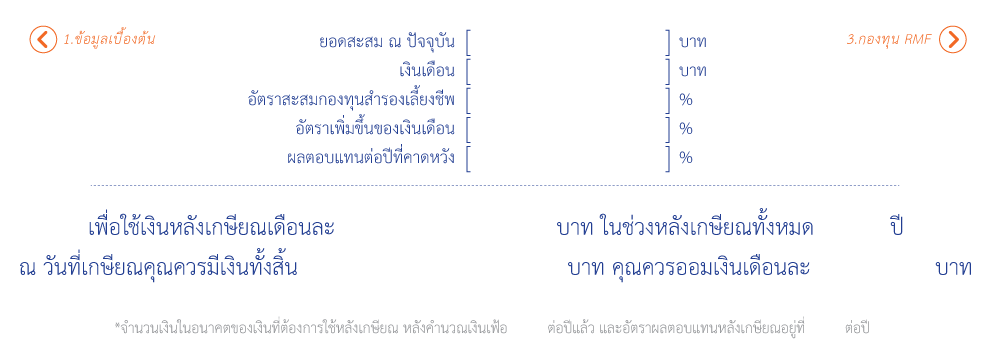 1.ข้อมูลเบื้องต้น
3.กองทุน RMF
ยอดสะสม ณ ปัจจุบัน [ ] บาท
เงินเดือน [ ] บาท
อัตราสะสมกองทุนสำรองเลี้ยงชีพ [ ] %
อัตราเพิ่มขึ้นของเงินเดือน [ ] %
ผลตอบแทนต่อปีที่คาดหวัง [ ] %
เพื่อใช้เงินหลังเกษียณเดือนละ บาท ในช่วงหลังเกษียณทั้งหมด ปี
ณ วันที่เกษียณคุณควรมีเงินทั้งสิ้น บาท คุณควรออมเงินเดือนละ บาท
*จำนวนเงินในอนาคตของเงินที่ต้องการใช้หลังเกษียณ หลังคำนวณเงินเฟ้อ ต่อปีแล้ว และอัตราผลตอบแทนหลังเกษียณอยู่ที่ ต่อปี